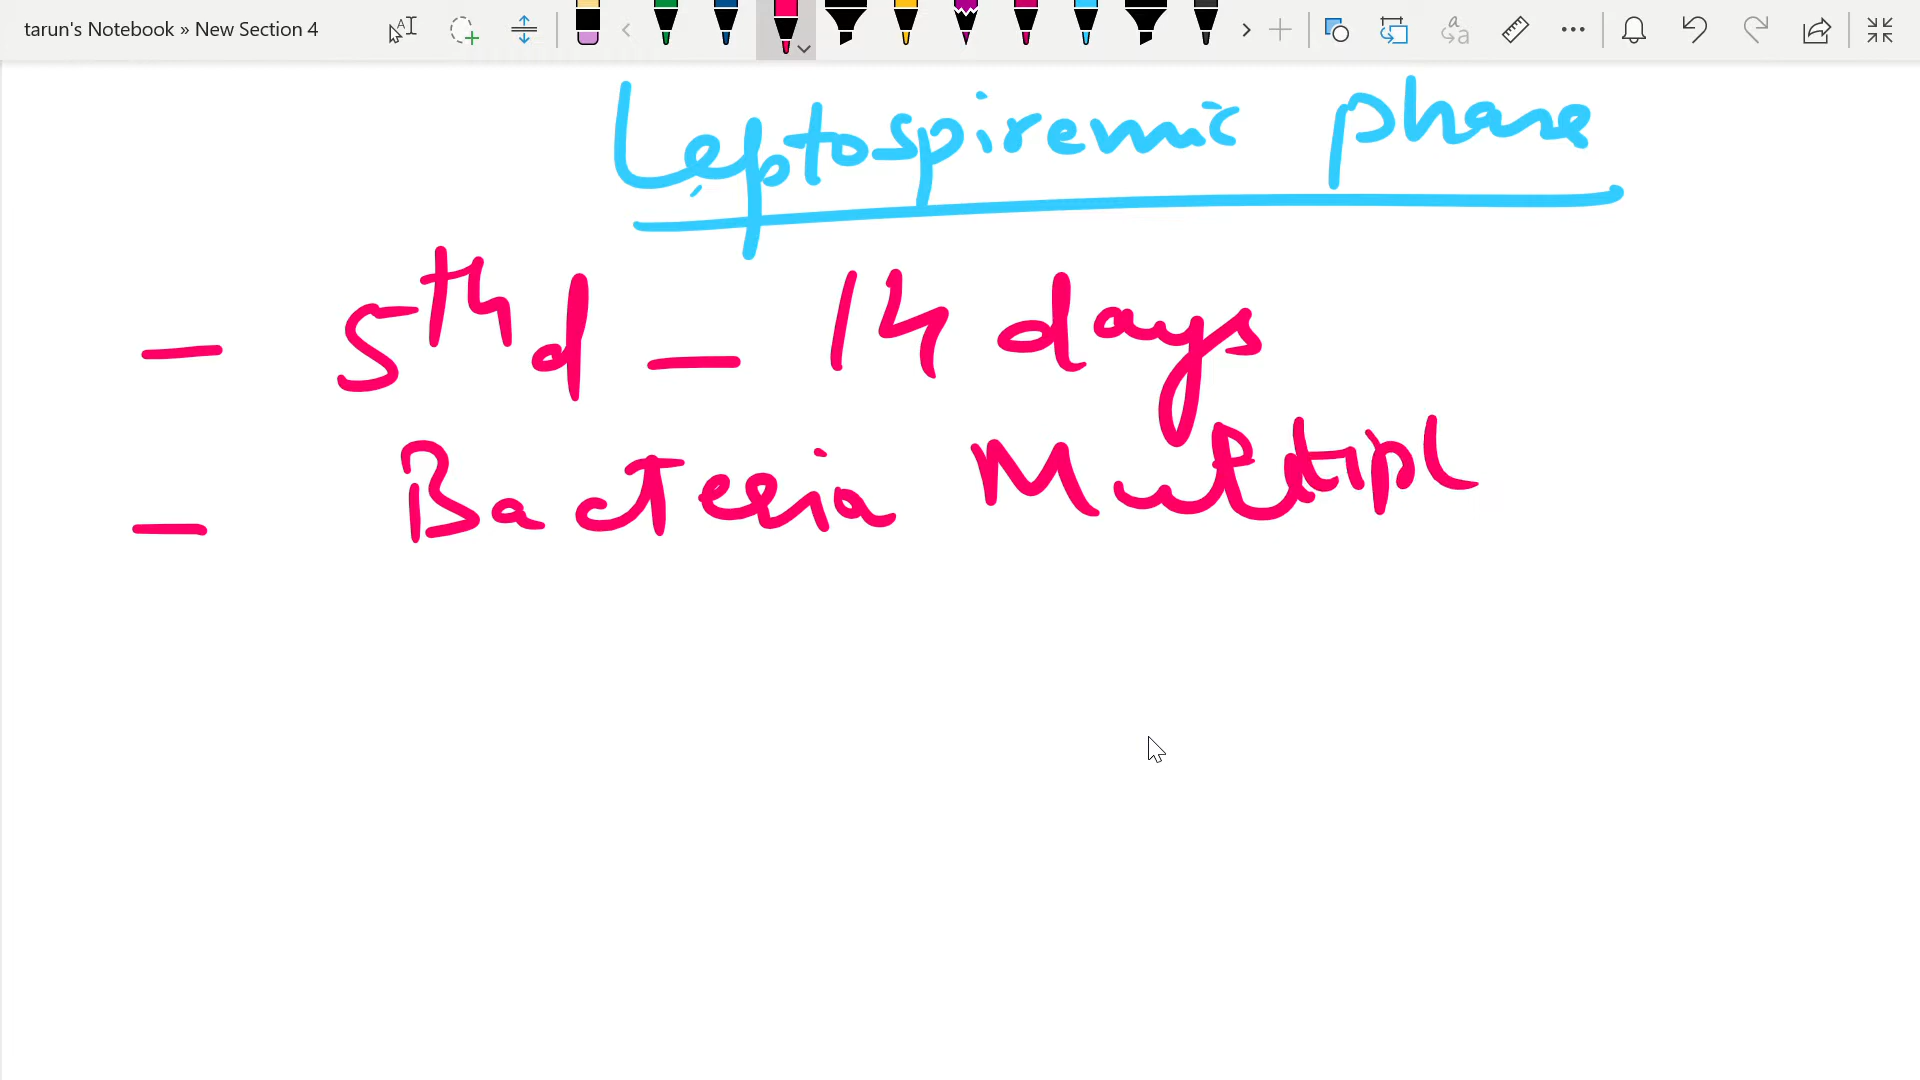 tarun's Notebook » New Section 4
Leptospiremic phase
- 5th d - 14 days
- Bacteria Multipl